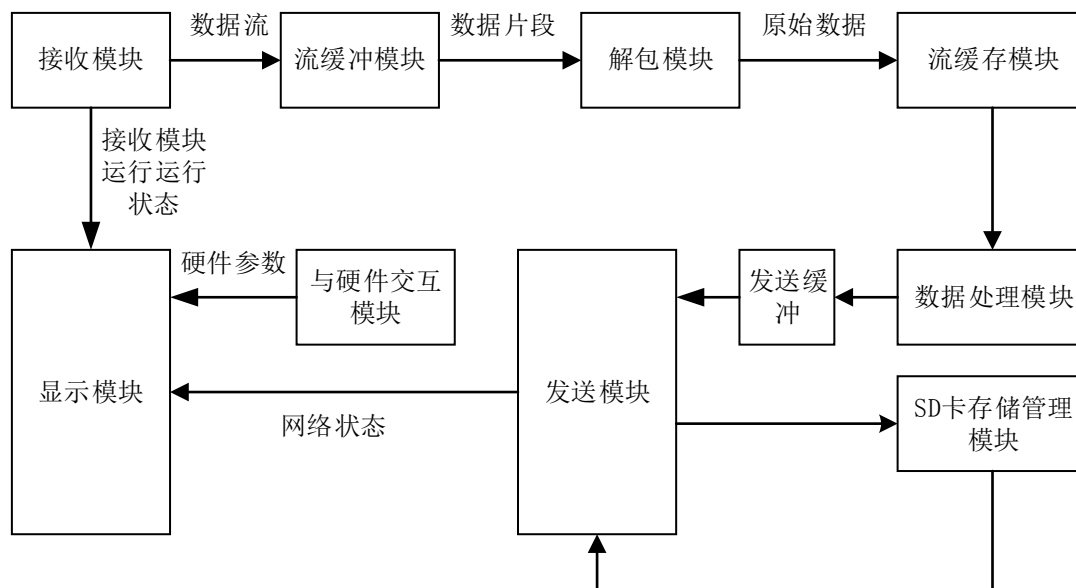 数据流
数据片段
原始数据
接收模块
流缓冲模块
解包模块
流缓存模块
接收模块
运行运行
状态
硬件参数
与硬件交互
模块
发送缓
冲
数据处理模块
显示模块
发送模块
网络状态
SD卡存储管理
模块